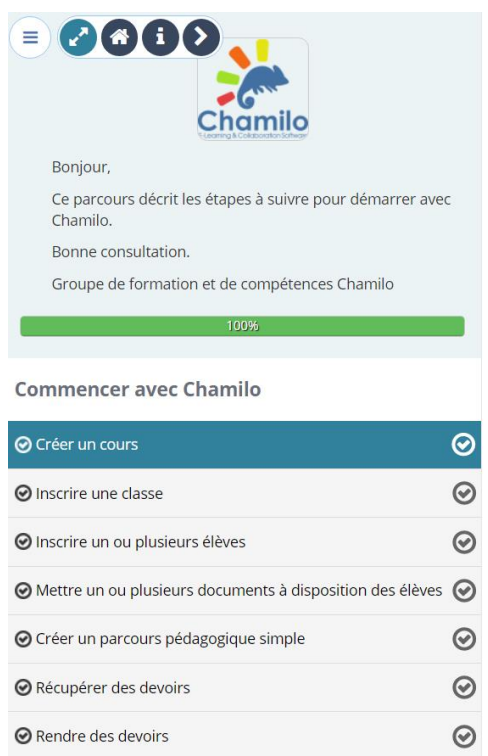 Chamilo
E-Learning & Collaboration Software
Bonjour,
Ce parcours décrit les étapes à suivre pour démarrer avec
Chamilo.
Bonne consultation.
Groupe de formation et de compétences Chamilo
100%
Commencer avec Chamilo
Créer un cours
Inscrire une classe
Inscrire un ou plusieurs élèves
Mettre un ou plusieurs documents à disposition des élèves
Créer un parcours pédagogique simple
Récupérer des devoirs
Rendre des devoirs